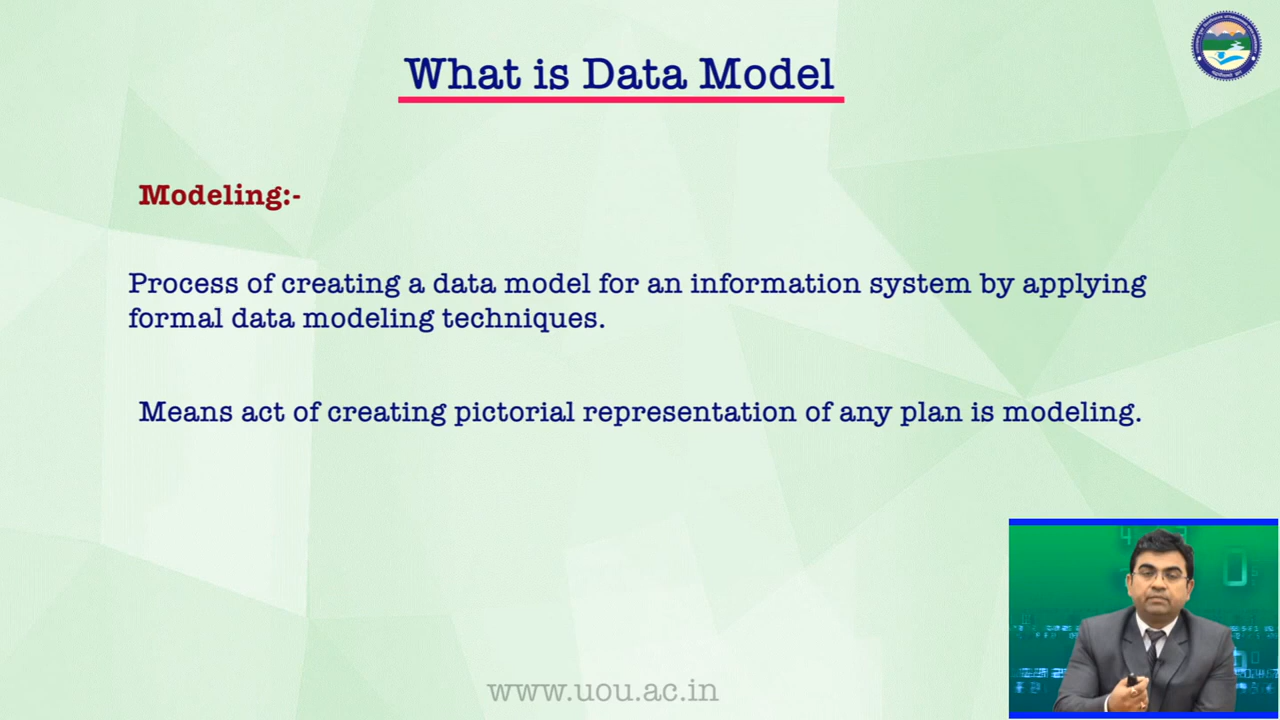 What is Data Model
Modeling:-
Process of creating a data model for an information system by applying
formal data modeling techniques.
Means act of creating pictorial representation of any plan is modeling.
www.uou.ac.in